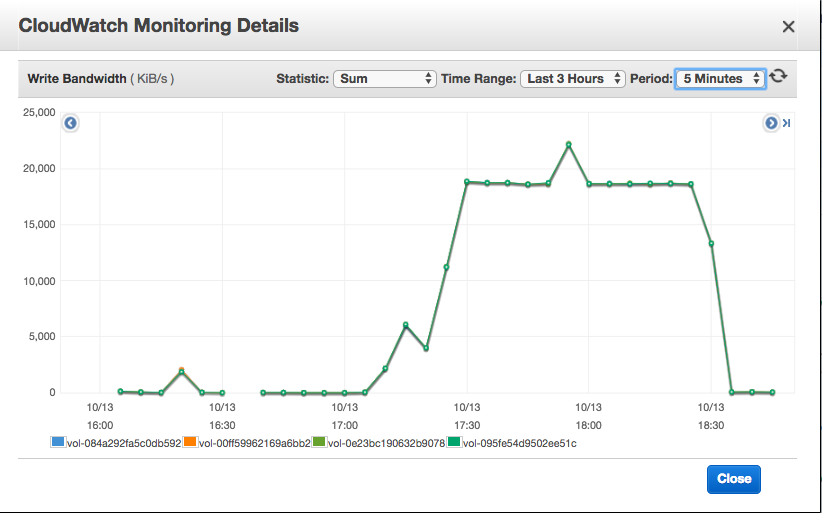 CloudWatch Monitoring Details
Write Bandwidth ( KiB/s ) Statistic: Sum Time Range: Last 3 Hours Period: 5 Minutes
25,000
20,000
15,000
10,000
5,000
0
10/13 10/13 10/13 10/13 10/13 10/13
16:00 16:30 17:00 17:30 18:00 18:30
vol-084a292fa5c0db592 vol-00ff59962169a6bb2 vol-0e23bc190632b9078 vol-095fe54d9502ee51c
Close